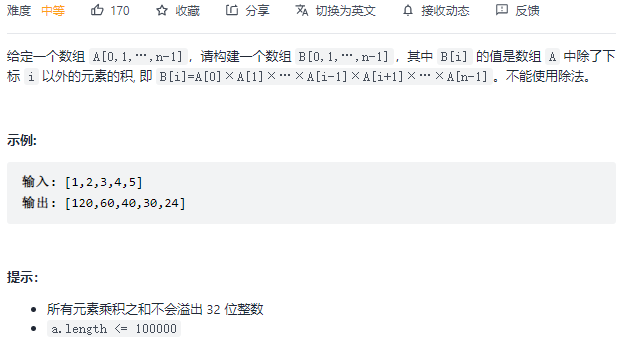 难度 中等 170 收藏 分享 切换为英文 接收动态 反馈
给定一个数组 A[0,1,…,n-1]，请构建一个数组 B[0,1,…,n-1]，其中 B[i] 的值是数组 A 中除了下
标 i 以外的元素的积, 即 B[i]=A[0]×A[1]×…×A[i-1]×A[i+1]×…×A[n-1]。不能使用除法。
示例:
输入: [1,2,3,4,5]
输出: [120,60,40,30,24]
提示：
• 所有元素乘积之和不会溢出 32 位整数
• a.length <= 100000